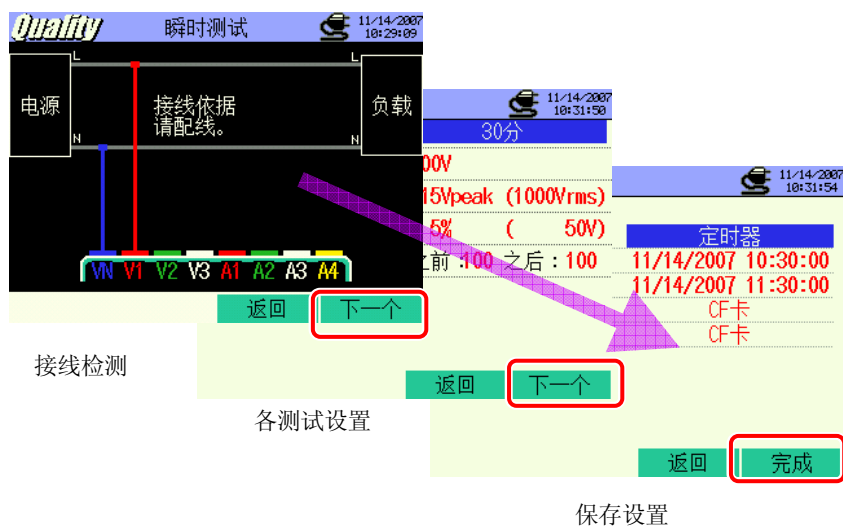 Quality 瞬时测试 11/14/2007
10:29:09
L L
电源 接线依据 负载
请配线。
N N
VN V1 V2 V3 A1 A2 A3 A4
返回 下一个
接线检测
11/14/2007
10:31:50
30分
00V
15Vpeak (1000Vrms)
5% ( 50V)
之前:100 之后:100
返回 下一个
各测试设置
11/14/2007
10:31:54
定时器
11/14/2007 10:30:00
11/14/2007 11:30:00
CF卡
CF卡
返回 完成
保存设置